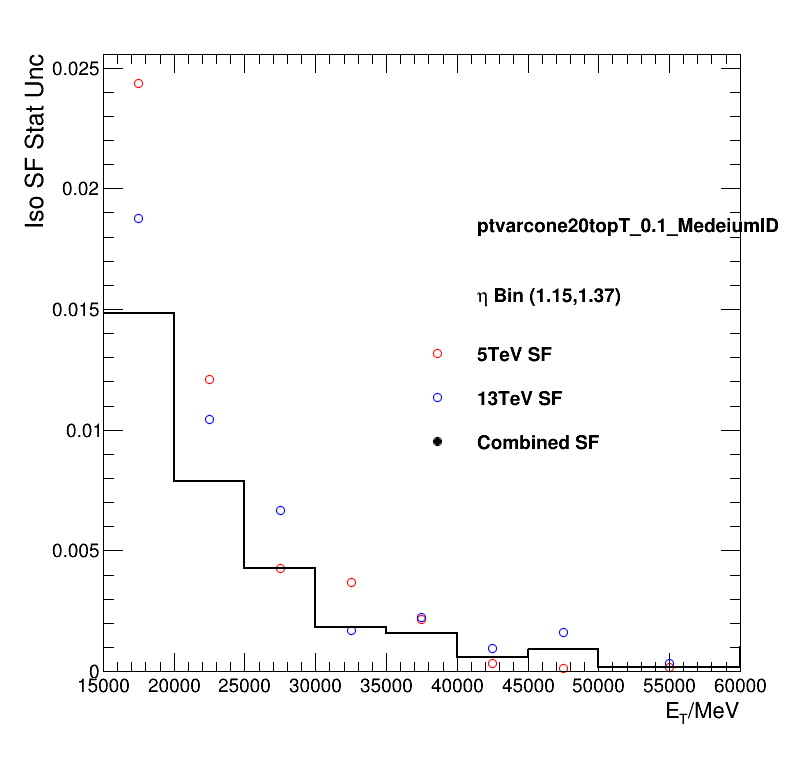 Iso SF Stat Unc
0.025
0.02
0.015
0.01
0.005
0
ptvarcone20topT_0.1_MedeiumID
η Bin (1.15,1.37)
5TeV SF
13TeV SF
Combined SF
15000 20000 25000 30000 35000 40000 45000 50000 55000 60000
E_T/MeV